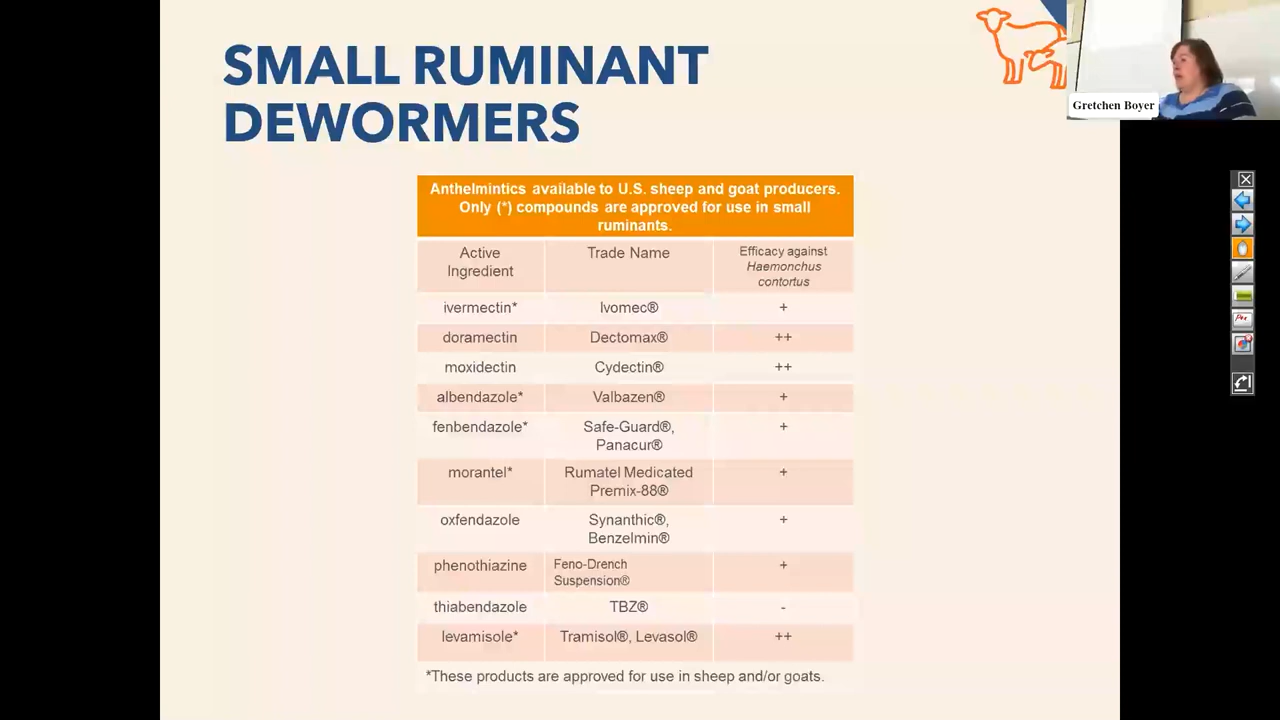 SMALL RUMINANT
DEWORMERS
Gretchen Boyer
Anthelmintics available to U.S. sheep and goat producers.
Only (*) compounds are approved for use in small
ruminants.
Active
Ingredient
Trade Name
Efficacy against
Haemonchus
contortus
ivermectin*
Ivomec®
+
doramectin
Dectomax®
++
moxidectin
Cydectin®
++
albendazole*
Valbazen®
+
fenbendazole*
Safe-Guard®,
Panacur®
+
morantel*
Rumatel Medicated
Premix-88®
+
oxfendazole
Synanthic®,
Benzelmin®
+
phenothiazine
Feno-Drench
Suspension®
+
thiabendazole
TBZ®
-
levamisole*
Tramisol®, Levasol®
++
*These products are approved for use in sheep and/or goats.